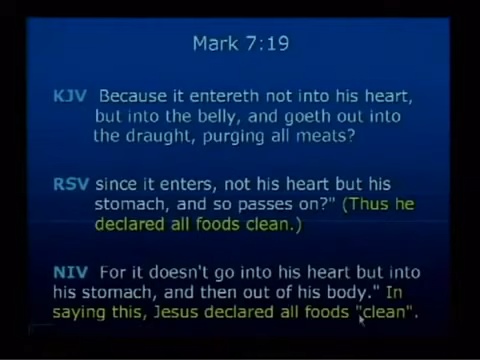 Mark 7:19
KJV Because it entereth not into his heart,
but into the belly, and goeth out into
the draught, purging all meats?
RSV since it enters, not his heart but his
stomach, and so passes on?" (Thus he
declared all foods clean.)
NIV For it doesn't go into his heart but into
his stomach, and then out of his body." In
saying this, Jesus declared all foods "clean".